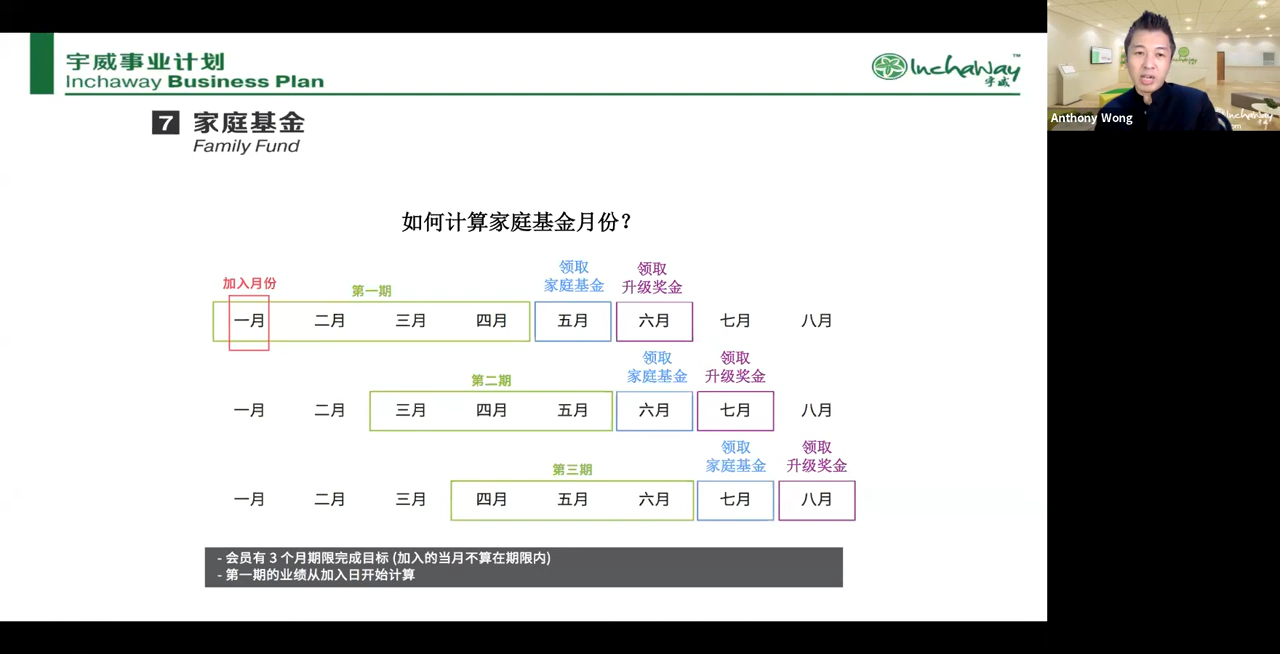 宇威事业计划
Inchaway Business Plan
Inchaway™
宇威
Anthony Wong
Inchaway
7 家庭基金
Family Fund
如何计算家庭基金月份？
加入月份
第一期
领取
家庭基金
领取
升级奖金
一月 二月 三月 四月 五月 六月 七月 八月
第二期
领取
家庭基金
领取
升级奖金
一月 二月 三月 四月 五月 六月 七月 八月
第三期
领取
家庭基金
领取
升级奖金
一月 二月 三月 四月 五月 六月 七月 八月
- 会员有 3 个月期限完成目标 (加入的当月不算在期限内)
- 第一期的业绩从加入日开始计算